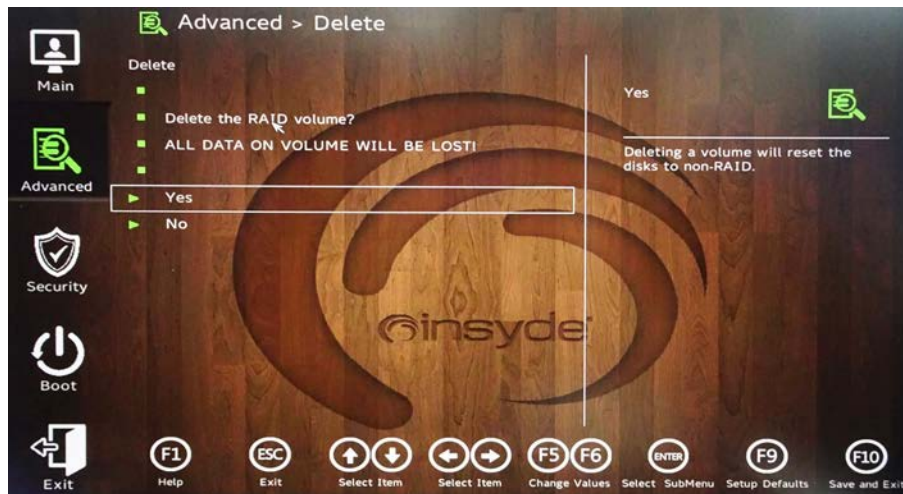 Advanced > Delete
Main
Delete
Yes
Delete the RAID volume?
ALL DATA ON VOLUME WILL BE LOST!
Deleting a volume will reset the
disks to non-RAID.
Advanced
Yes
No
Security
insyde
Boot
Exit
F1
Help
ESC
Exit
Select Item
Select Item
F5 F6
Change Values
ENTER
Select SubMenu
F9
Setup Defaults
F10
Save and Exit